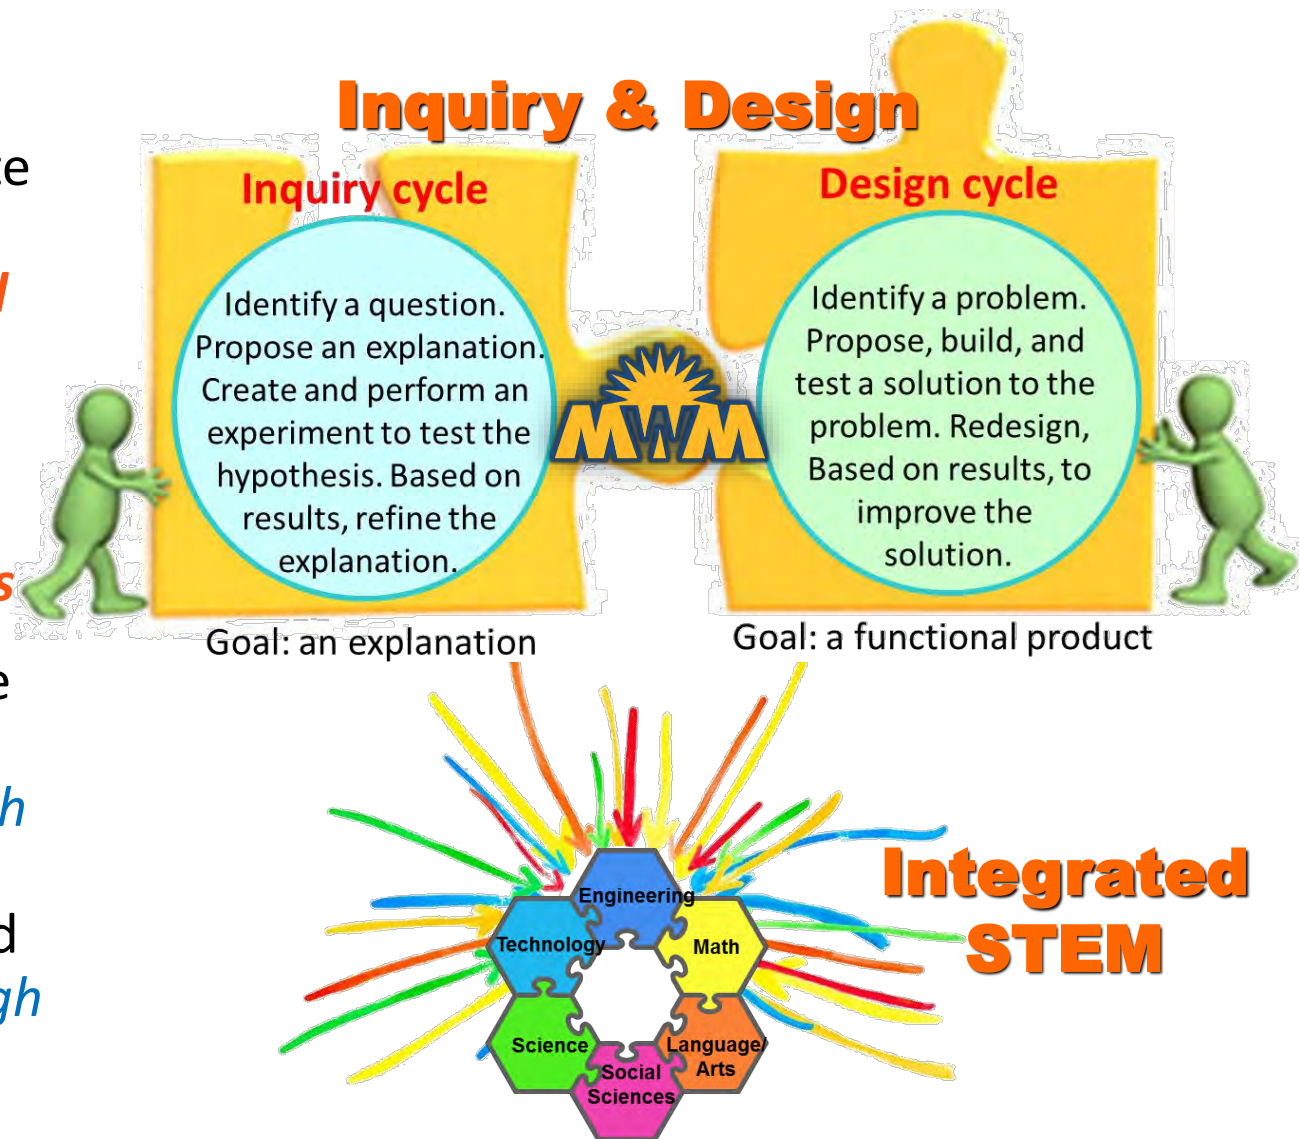 Inquiry & Design
Inquiry cycle
Identify a question.
Propose an explanation.
Create and perform an
experiment to test the
hypothesis. Based on
results, refine the
explanation.
Goal: an explanation
MWM
Design cycle
Identify a problem.
Propose, build, and
test a solution to the
problem. Redesign,
Based on results, to
improve the
solution.
Goal: a functional product
Integrated
STEM
Engineering
Technology
Math
Science
Language/
Arts
Social
Sciences